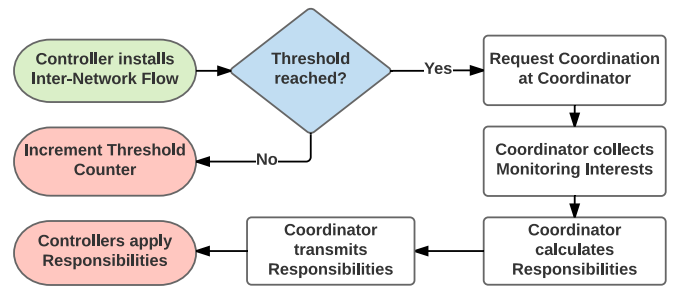 Controller installs
Inter-Network Flow
Threshold
reached?
Yes
Request Coordination
at Coordinator
No
Increment Threshold
Counter
Coordinator collects
Monitoring Interests
Coordinator
calculates
Responsibilities
Coordinator
transmits
Responsibilities
Controllers apply
Responsibilities